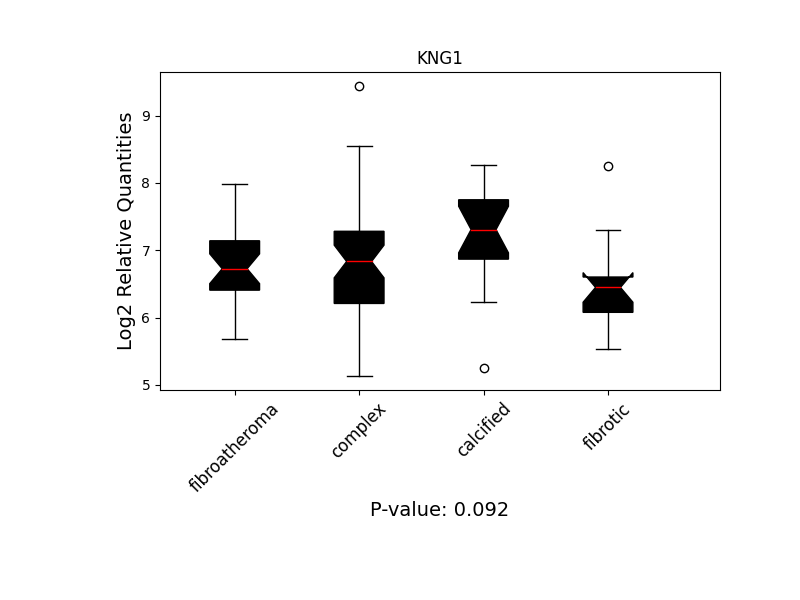 KNG1
Log2 Relative Quantities
9
8
7
6
5
fibroatheroma
complex
calcified
fibrotic
P-value: 0.092